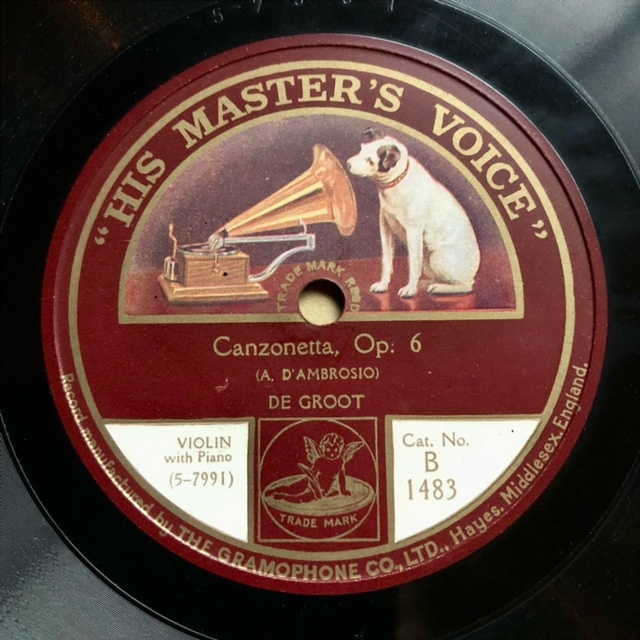 "HIS MASTER'S VOICE"
TRADE MARK REGD
Canzonetta, Op: 6
(A. D'AMBROSIO)
DE GROOT
VIOLIN
with Piano
(5-7991)
TRADE MARK
Cat. No.
B
1483
Record manufactured by THE GRAMOPHONE CO., LTD., Hayes, Middlesex, England.